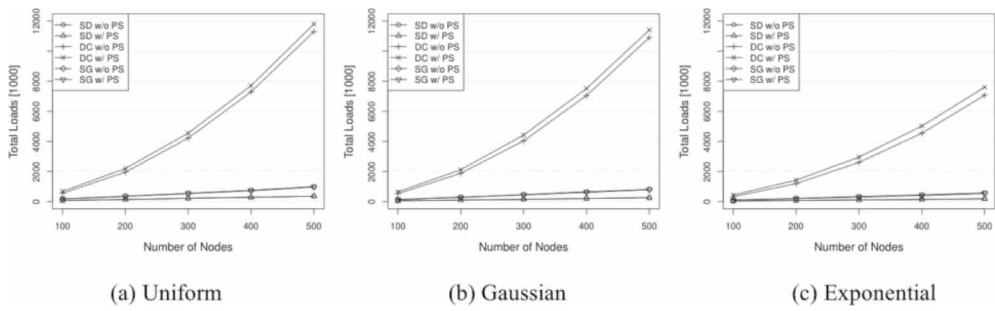 SD w/o PS
SD w/ PS
DC w/o PS
DC w/ PS
SG w/o PS
SG w/ PS
Total Loads [1000]
0 2000 4000 6000 8000 12000
100 200 300 400 500
Number of Nodes
(a) Uniform
SD w/o PS
SD w/ PS
DC w/o PS
DC w/ PS
SG w/o PS
SG w/ PS
Total Loads [1000]
0 2000 4000 6000 8000 12000
100 200 300 400 500
Number of Nodes
(b) Gaussian
SD w/o PS
SD w/ PS
DC w/o PS
DC w/ PS
SG w/o PS
SG w/ PS
Total Loads [1000]
0 2000 4000 6000 8000 12000
100 200 300 400 500
Number of Nodes
(c) Exponential